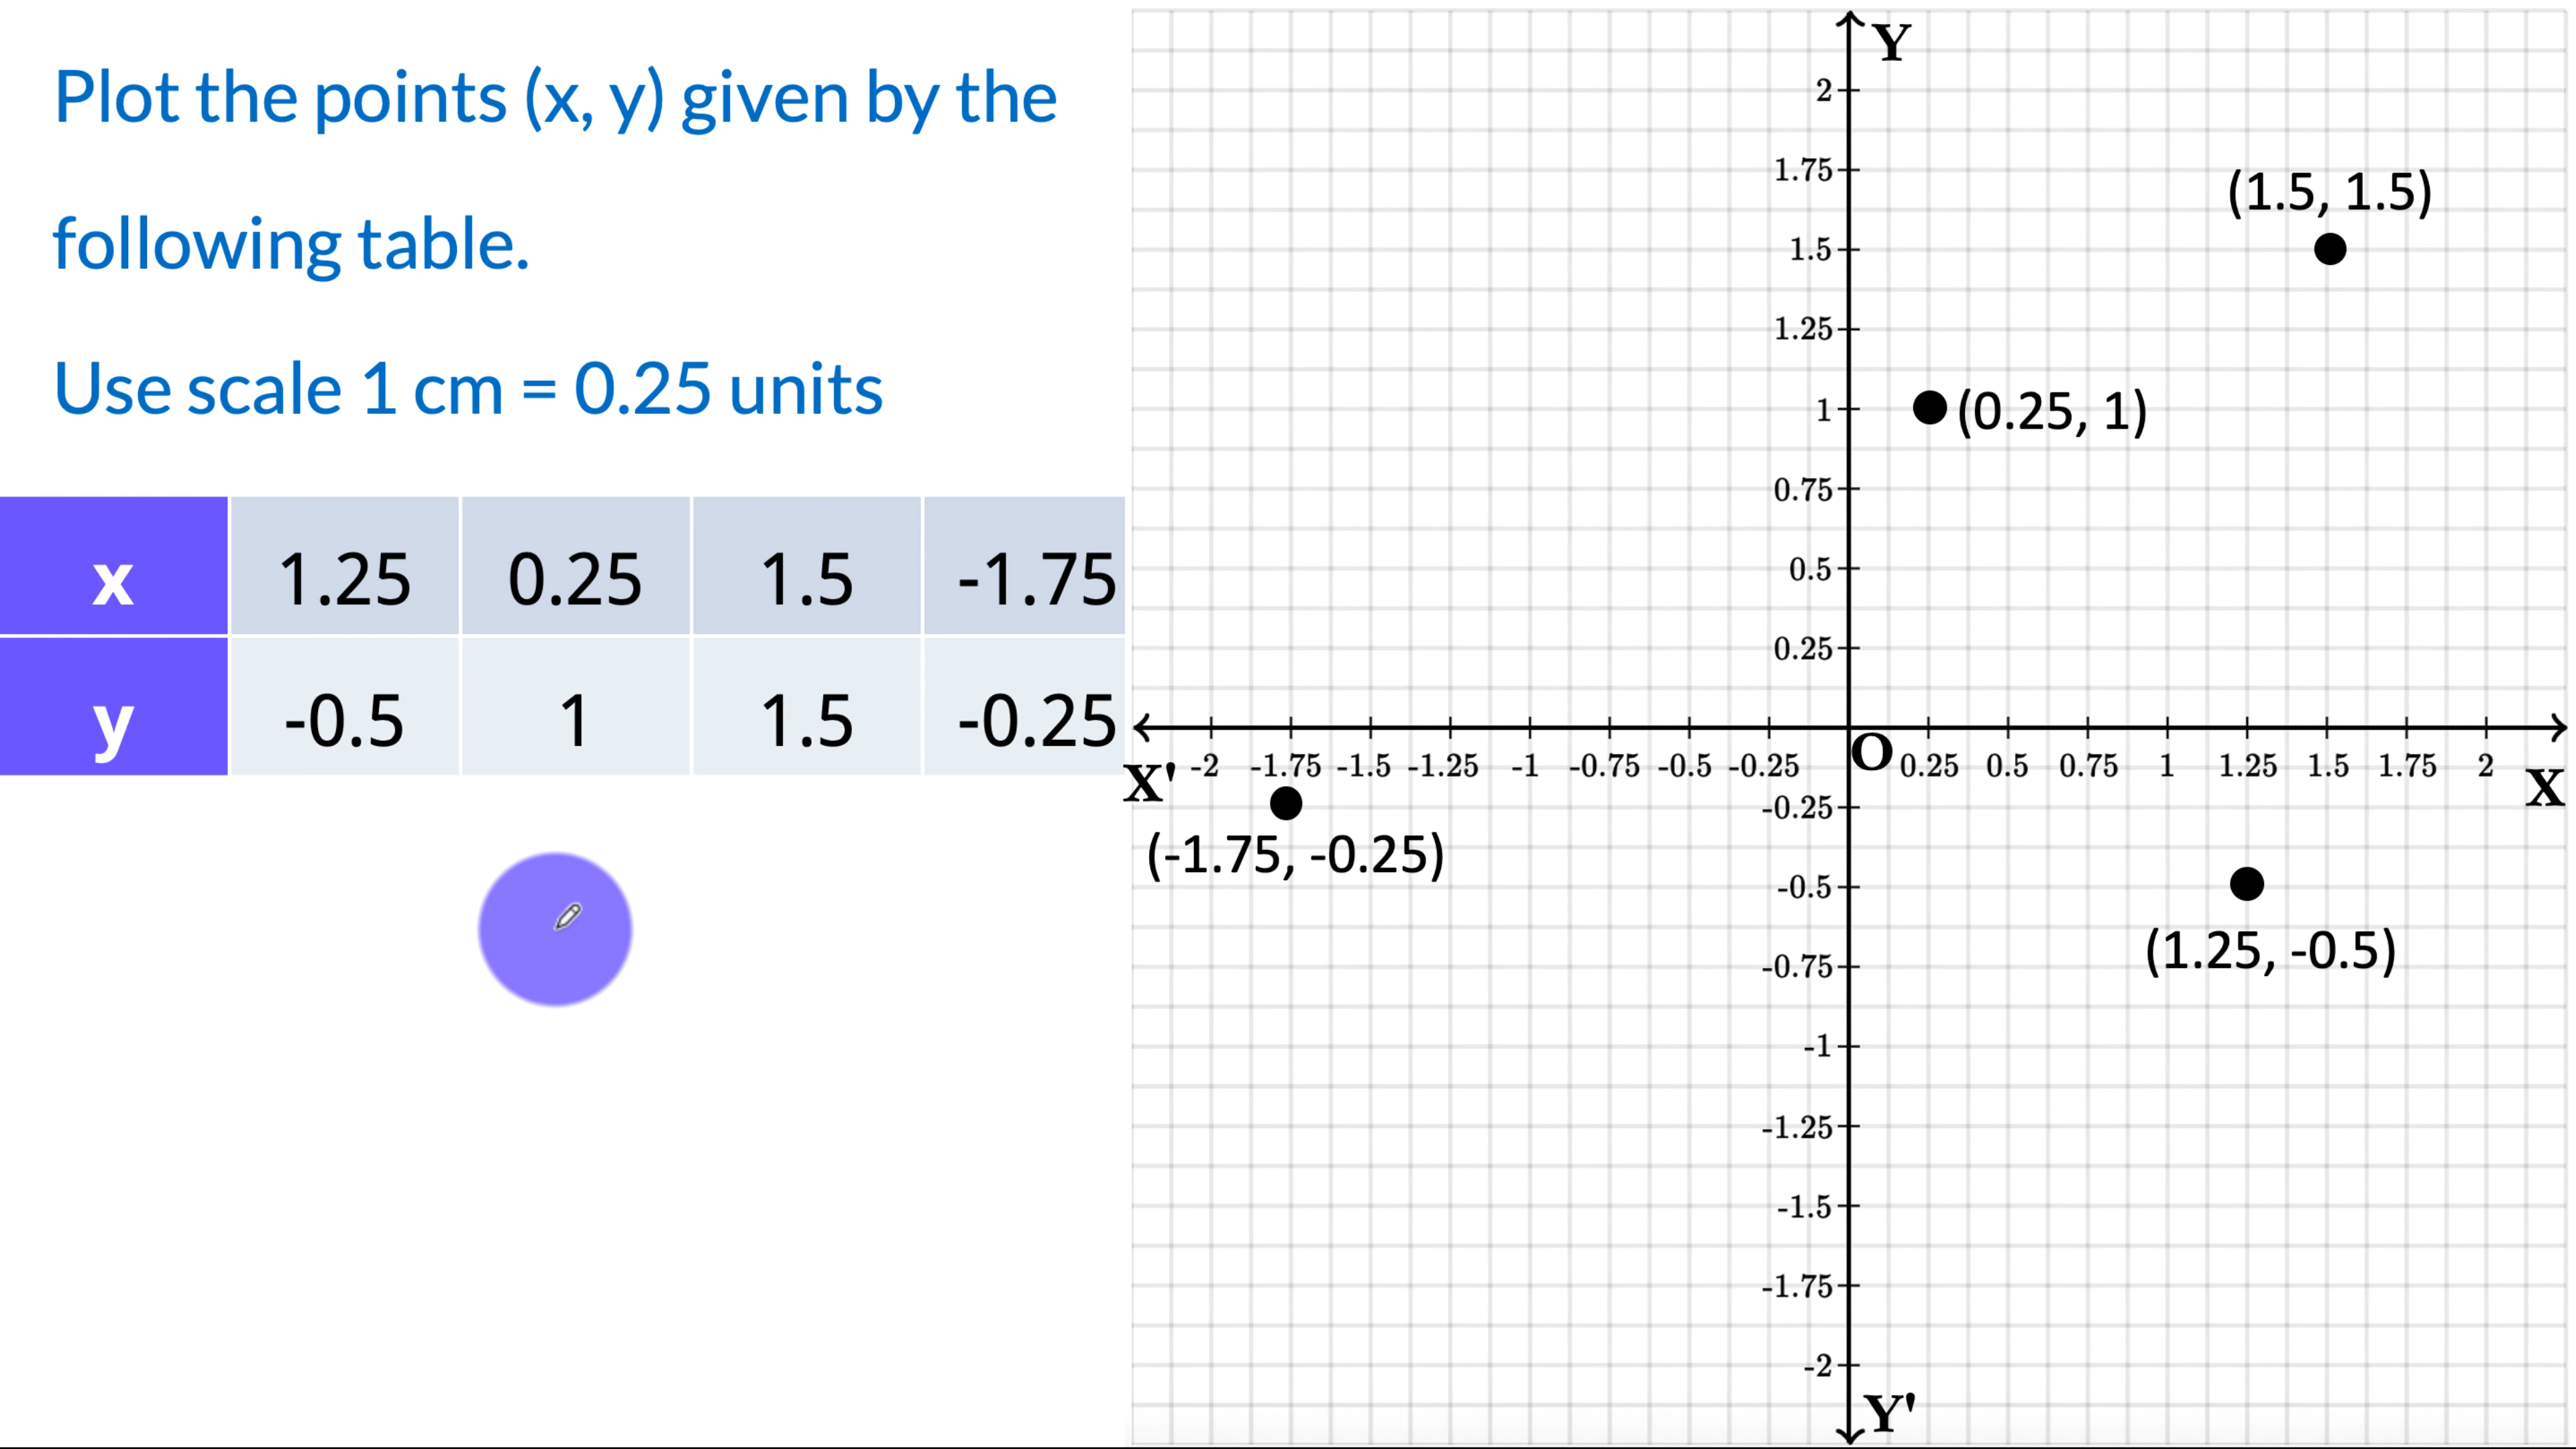 Plot the points (x, y) given by the
following table.
Use scale 1 cm = 0.25 units
x 1.25 0.25 1.5 -1.75
y -0.5 1 1.5 -0.25
Y
2
1.75
(1.5, 1.5)
1.5
1.25
1
(0.25, 1)
0.75
0.5
0.25
X' -2 -1.75 -1.5 -1.25 -1 -0.75 -0.5 -0.25 O 0.25 0.5 0.75 1 1.25 1.5 1.75 2 X
-0.25
(-1.75, -0.25)
-0.5
(1.25, -0.5)
-0.75
-1
-1.25
-1.5
-1.75
-2
Y'